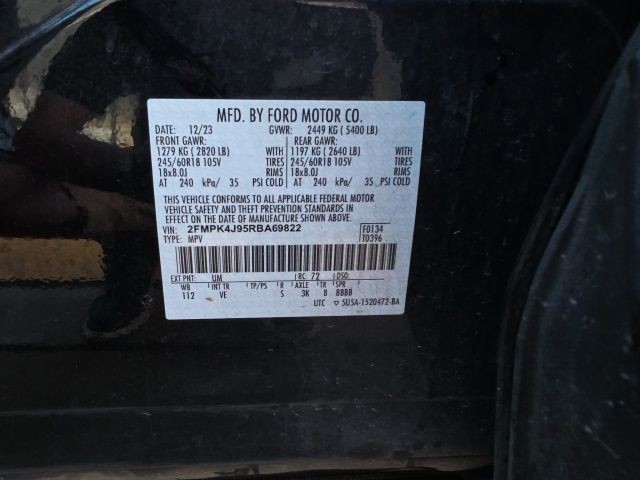 MFD. BY FORD MOTOR CO.
DATE: 12/23 GVWR: 2449 KG ( 5400 LB)
FRONT GAWR: REAR GAWR:
1279 KG ( 2820 LB) WITH 1197 KG ( 2640 LB) WITH
245/60R18 105V TIRES 245/60R18 105V TIRES
18x8.0J RIMS 18x8.0J RIMS
AT 240 kPa/ 35 PSI COLD AT 240 kPa/ 35 PSI COLD
THIS VEHICLE CONFORMS TO ALL APPLICABLE FEDERAL MOTOR
VEHICLE SAFETY AND THEFT PREVENTION STANDARDS IN
EFFECT ON THE DATE OF MANUFACTURE SHOWN ABOVE.
VIN: 2FMPK4J95RBA69822 F0134
TYPE: MPV T0396
EXT PNT: UM RC: 72 DSO:
WB INT TR TP/PS R AXLE TR SPR
112 VE S 3K 8 BBBB
UTC ▽ 5U5A-1520472-BA